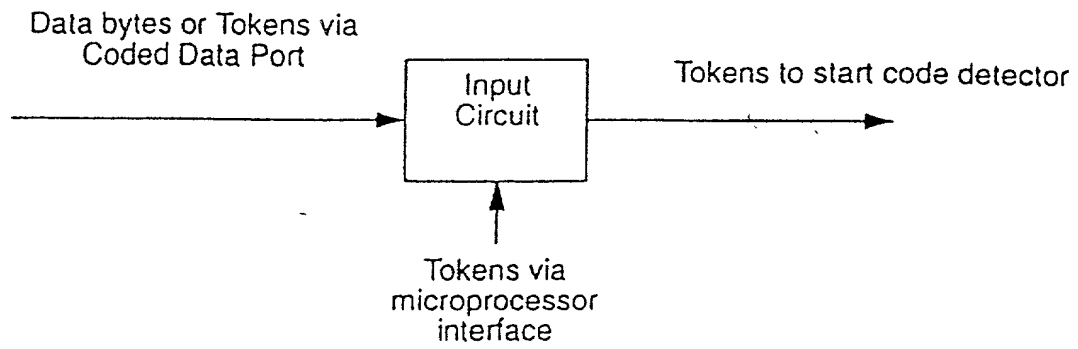 Data bytes or Tokens via
Coded Data Port
Input
Circuit
Tokens to start code detector
Tokens via
microprocessor
interface